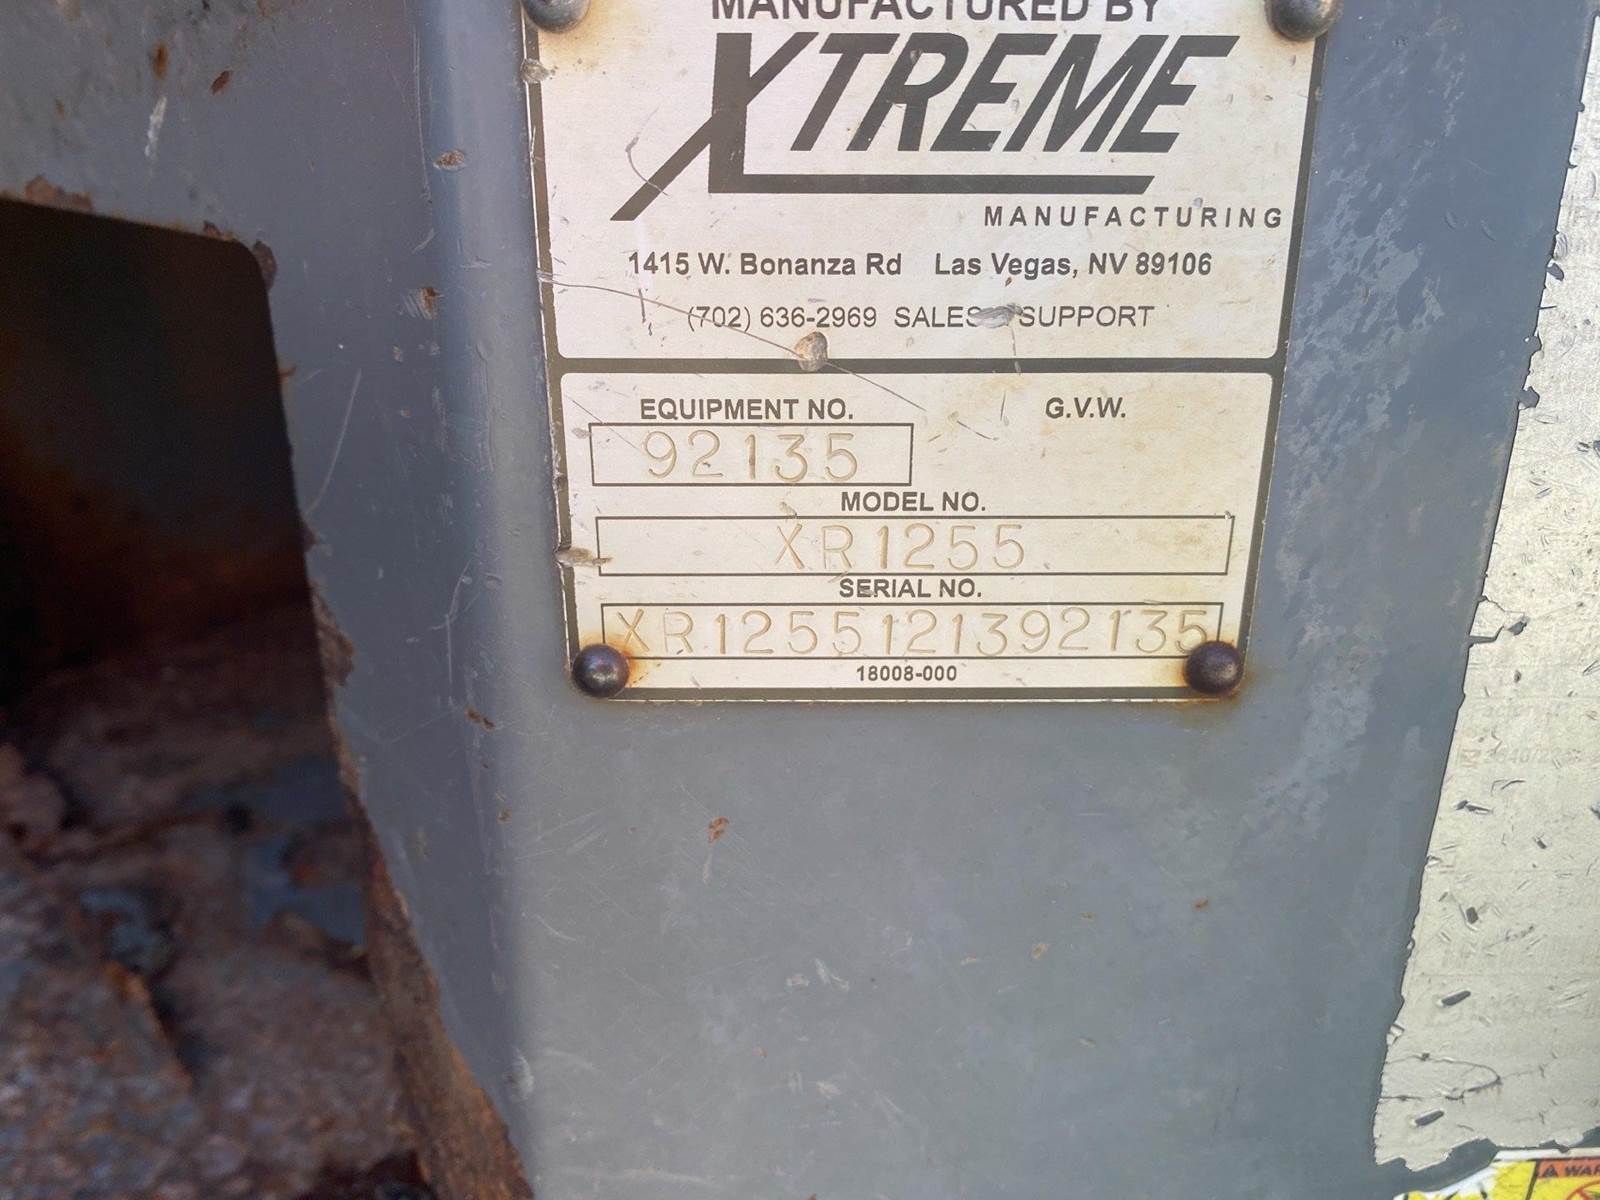 MANUFACTURED BY
XTREME
MANUFACTURING
1415 W. Bonanza Rd Las Vegas, NV 89106
(702) 636-2969 SALES SUPPORT
EQUIPMENT NO. G.V.W.
92135
MODEL NO.
XR1255
SERIAL NO.
XR1255121392135
18008-000